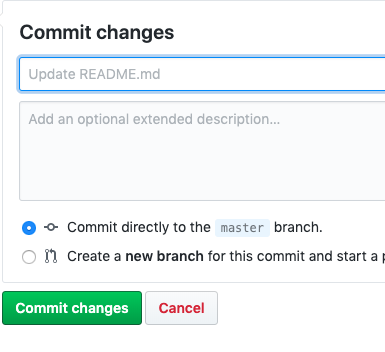 Commit changes
Update README.md
Add an optional extended description...
Commit directly to the master branch.
Create a new branch for this commit and start a
Commit changes
Cancel